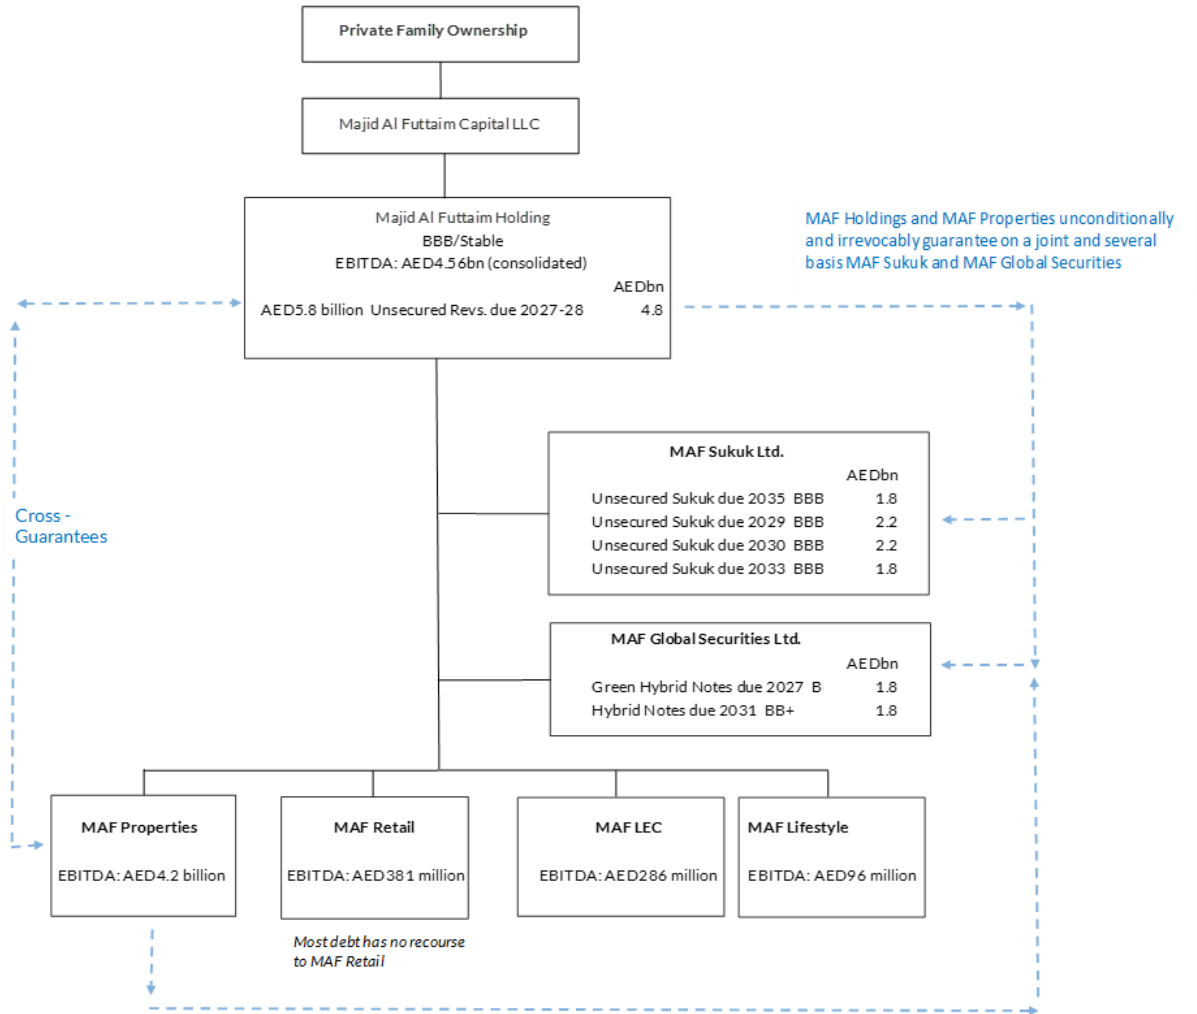 Private Family Ownership
Majid Al Futtaim Capital LLC
Majid Al Futtaim Holding
BBB/Stable
EBITDA: AED4.56bn (consolidated)
AEDbn
AED5.8 billion Unsecured Revs. due 2027-28 4.8
MAF Holdings and MAF Properties unconditionally
and irrevocably guarantee on a joint and several
basis MAF Sukuk and MAF Global Securities
Cross -
Guarantees
MAF Sukuk Ltd.
AEDbn
Unsecured Sukuk due 2035 BBB 1.8
Unsecured Sukuk due 2029 BBB 2.2
Unsecured Sukuk due 2030 BBB 2.2
Unsecured Sukuk due 2033 BBB 1.8
MAF Global Securities Ltd.
AEDbn
Green Hybrid Notes due 2027 B 1.8
Hybrid Notes due 2031 BB+ 1.8
MAF Properties
EBITDA: AED4.2 billion
MAF Retail
EBITDA: AED381 million
Most debt has no recourse
to MAF Retail
MAF LEC
EBITDA: AED286 million
MAF Lifestyle
EBITDA: AED96 million